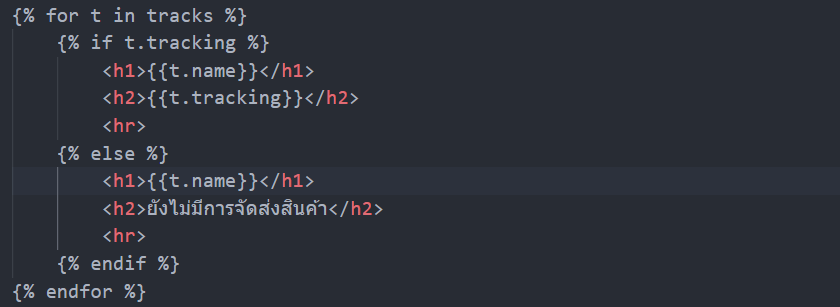 {% for t in tracks %}
{% if t.tracking %}
<h1>{{t.name}}</h1>
<h2>{{t.tracking}}</h2>
<hr>
{% else %}
<h1>{{t.name}}</h1>
<h2>ยังไม่มีการจัดส่งสินค้า</h2>
<hr>
{% endif %}
{% endfor %}